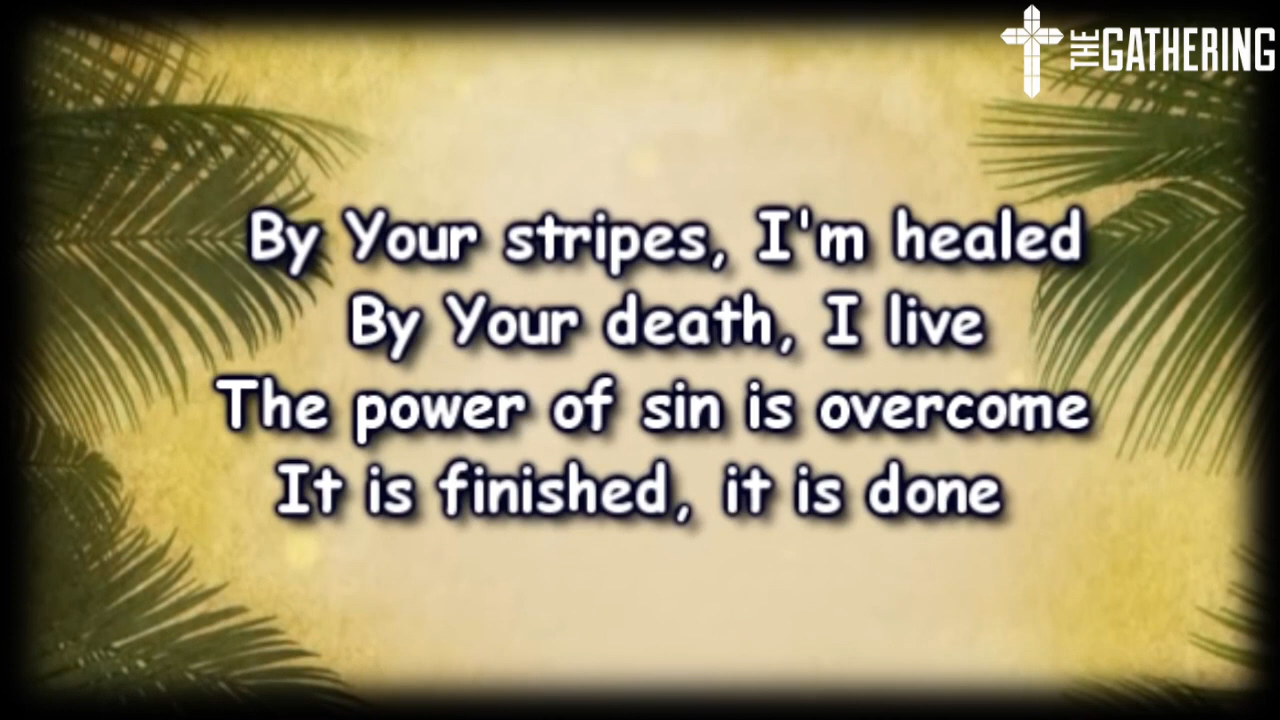 THE GATHERING
By Your stripes, I'm healed
By Your death, I live
The power of sin is overcome
It is finished, it is done